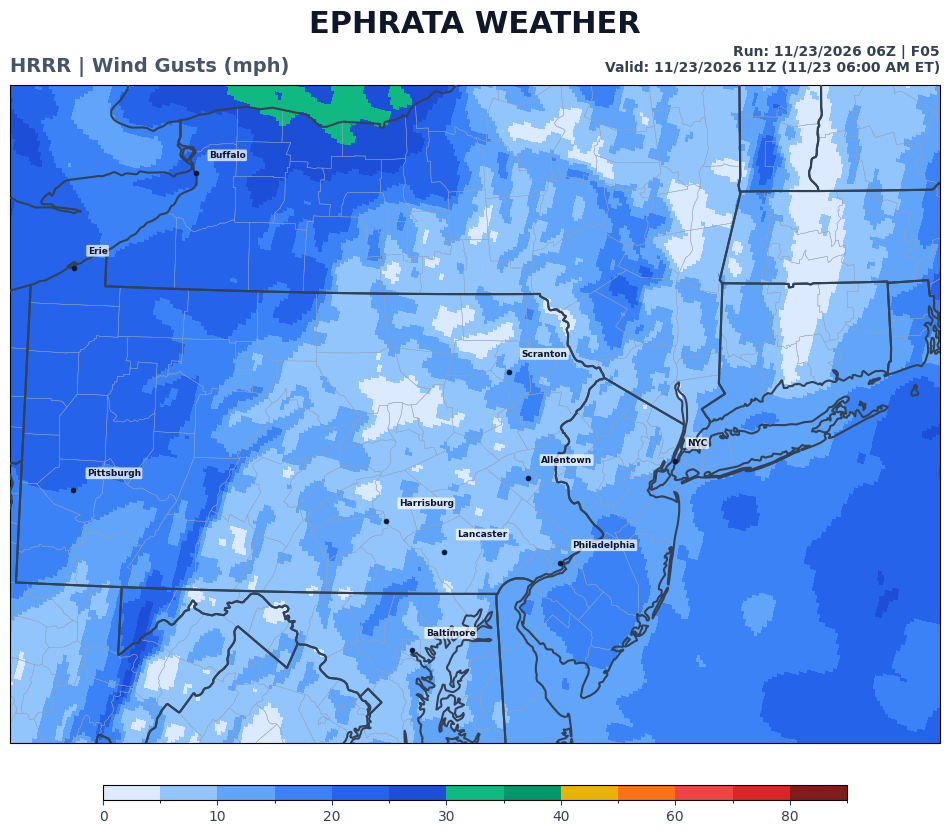 EPHRATA WEATHER
HRRR | Wind Gusts (mph)
Run: 11/23/2026 06Z | F05
Valid: 11/23/2026 11Z (11/23 06:00 AM ET)
Buffalo
Erie
Scranton
NYC
Allentown
Pittsburgh
Harrisburg
Lancaster
Philadelphia
Baltimore
0 10 20 30 40 50 60 70 80